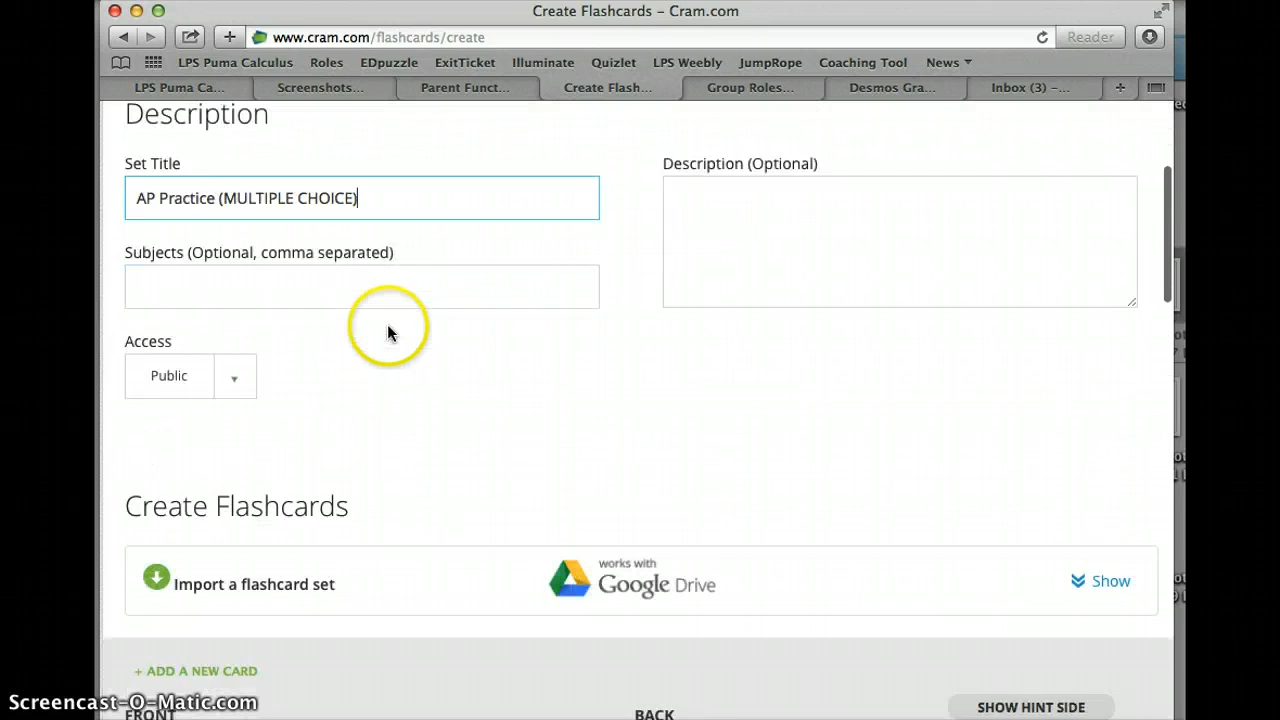 Create Flashcards – Cram.com
www.cram.com/flashcards/create
Reader
LPS Puma Calculus Roles EDpuzzle ExitTicket Illuminate Quizlet LPS Weekly JumpRope Coaching Tool News
LPS Puma Ca... Screenshots... Parent Funct... Create Flash... Group Roles... Desmos Gra... Inbox (3) –...
Description
Set Title Description (Optional)
AP Practice (MULTIPLE CHOICE)
Subjects (Optional, comma separated)
Access
Public
Create Flashcards
Import a flashcard set works with Google Drive Show
+ ADD A NEW CARD
SHOW HINT SIDE
FRONT BACK
Screencast-O-Matic.com